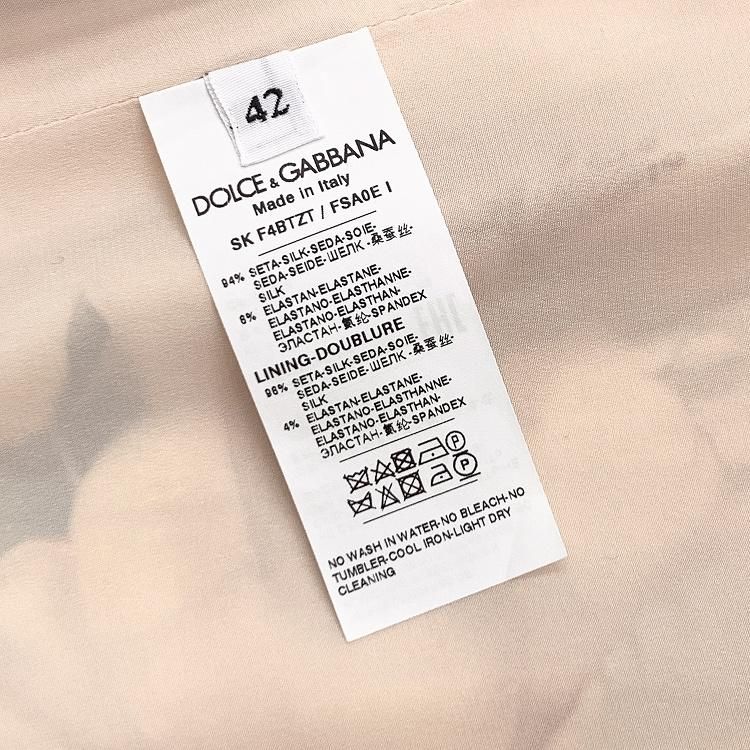 42
DOLCE & GABBANA
Made in Italy
SK F4BTZT / FSA0E I
94% SETA-SILK-SEDA-SOIE-
SEDA-SEIDE-ШЕЛК-桑蚕丝-
SILK
6% ELASTAN-ELASTANE-
ELASTANO-ELASTHANNE-
ELASTANO-ELASTHAN-
ЭЛАСТАН-氨纶-SPANDEX
LINING-DOUBLURE
96% SETA-SILK-SEDA-SOIE-
SEDA-SEIDE-ШЕЛК-桑蚕丝-
SILK
4% ELASTAN-ELASTANE-
ELASTANO-ELASTHANNE-
ELASTANO-ELASTHAN-
ЭЛАСТАН-氨纶-SPANDEX
P
P
NO WASH IN WATER-NO BLEACH-NO
TUMBLER-COOL IRON-LIGHT DRY
CLEANING